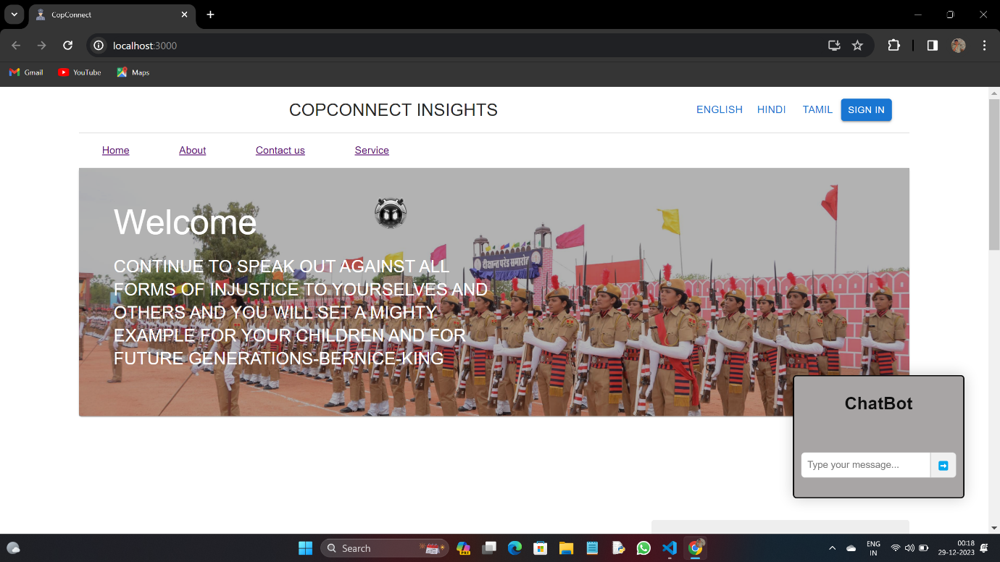 CopConnect
localhost:3000
Gmail
YouTube
Maps
COPCONNECT INSIGHTS
ENGLISH
HINDI
TAMIL
SIGN IN
Home
About
Contact us
Service
Welcome
CONTINUE TO SPEAK OUT AGAINST ALL
FORMS OF INJUSTICE TO YOURSELVES AND
OTHERS AND YOU WILL SET A MIGHTY
EXAMPLE FOR YOUR CHILDREN AND FOR
FUTURE GENERATIONS-BERNICE-KING
दीक्षान्त परेड समारोह
ChatBot
Type your message...
Search
ENG
IN
00:18
29-12-2023